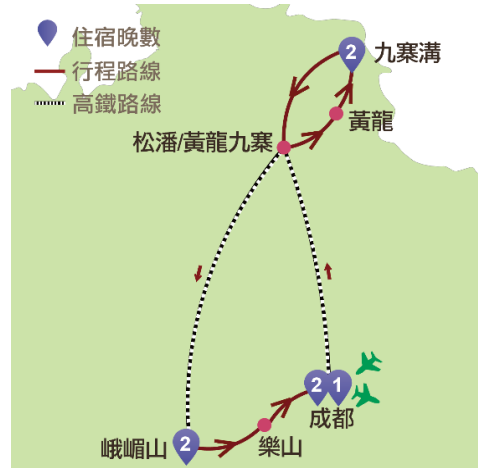 住宿晚數
行程路線
高鐵路線
2
九寨溝
黃龍
松潘/黃龍九寨
2 1
成都
樂山
2
峨嵋山